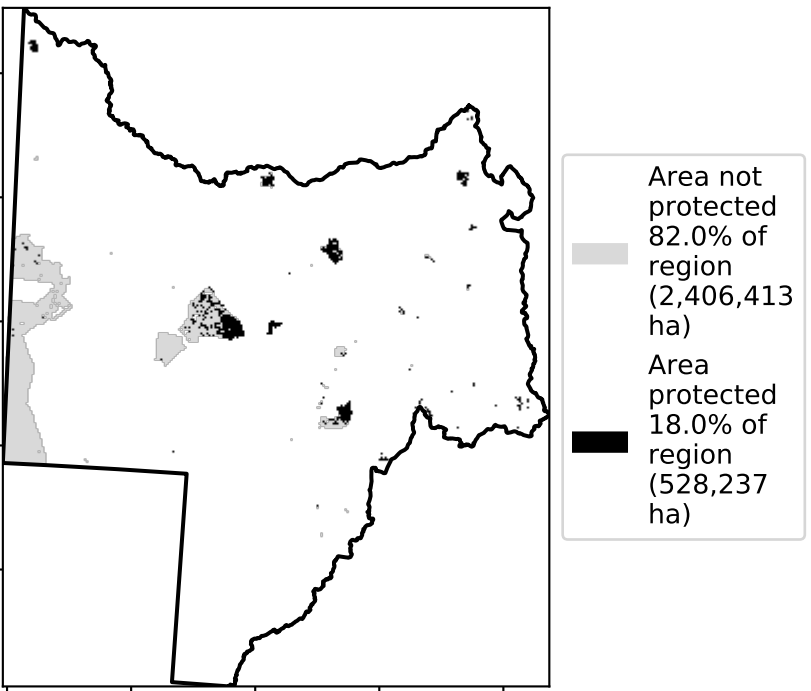 Area not
protected
82.0% of
region
(2,406,413
ha)
Area
protected
18.0% of
region
(528,237
ha)